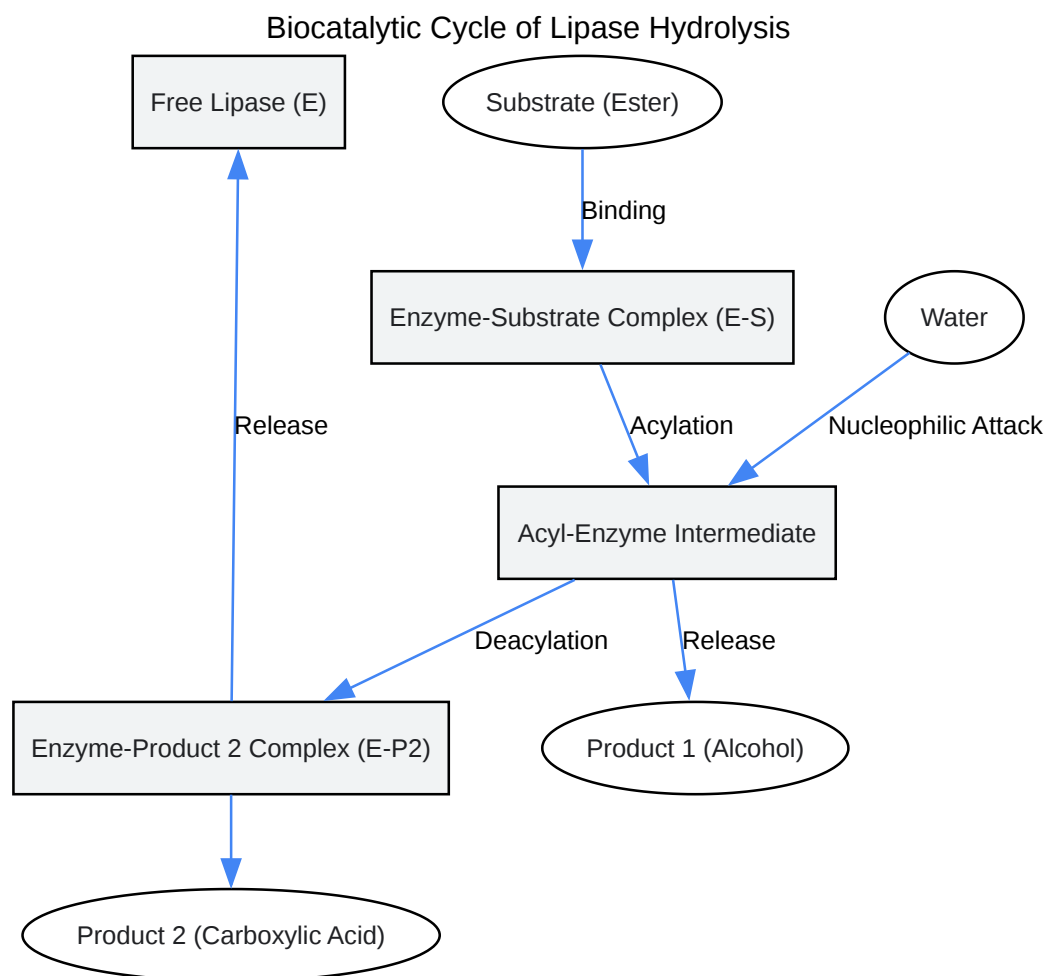 Biocatalytic Cycle of Lipase Hydrolysis
Free Lipase (E)
Substrate (Ester)
Binding
Enzyme-Substrate Complex (E-S)
Water
Release
Acylation
Nucleophilic Attack
Acyl-Enzyme Intermediate
Deacylation
Release
Enzyme-Product 2 Complex (E-P2)
Product 1 (Alcohol)
Product 2 (Carboxylic Acid)